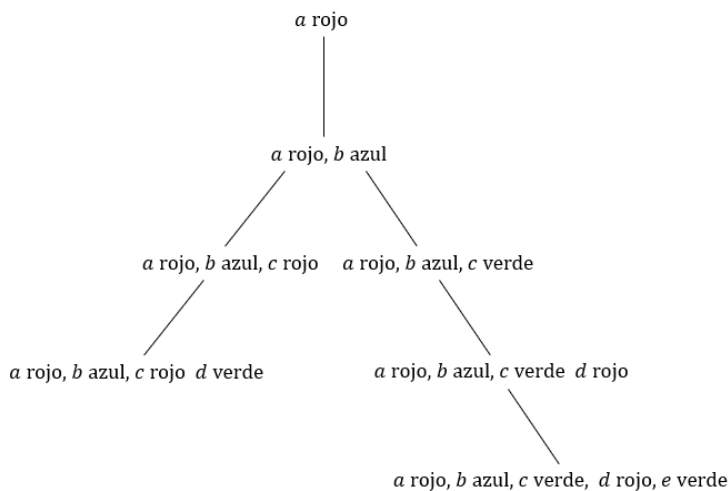 a rojo
a rojo, b azul
a rojo, b azul, c rojo
a rojo, b azul, c verde
a rojo, b azul, c rojo d verde
a rojo, b azul, c verde d rojo
a rojo, b azul, c verde, d rojo, e verde